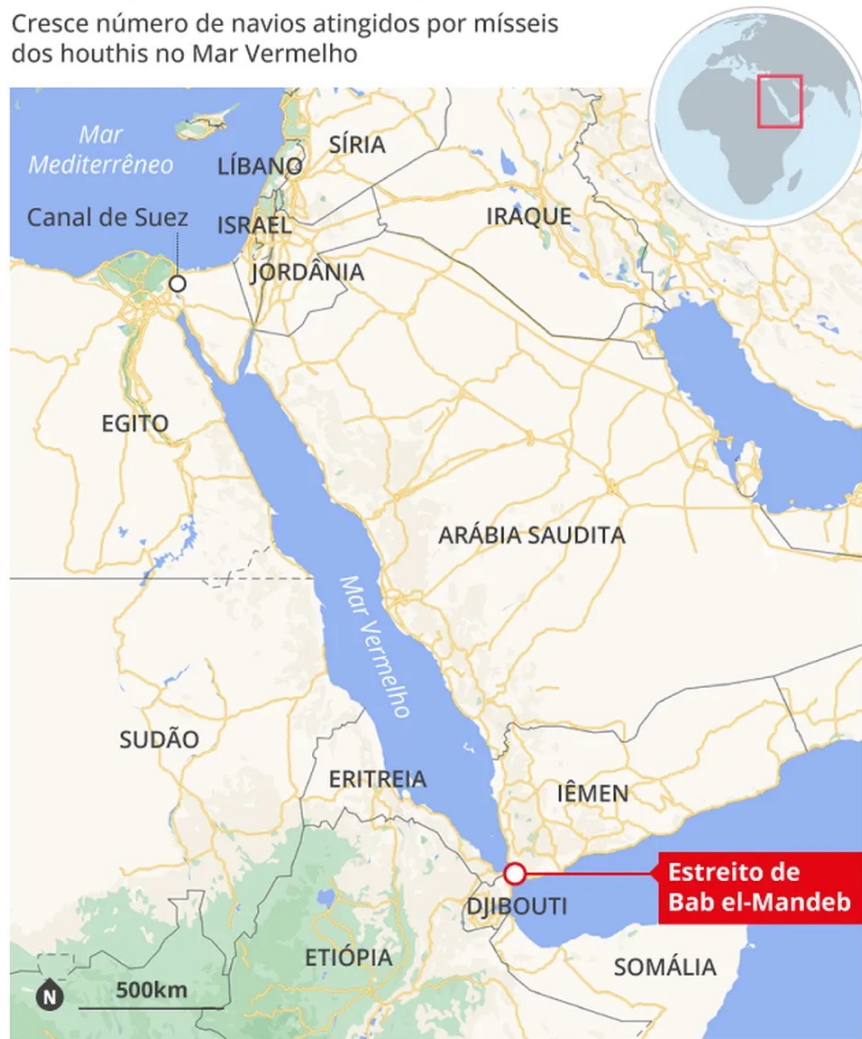 Cresce número de navios atingidos por mísseis
dos houthis no Mar Vermelho
Mar
Mediterrêneo
SÍRIA
LÍBANO
Canal de Suez
ISRAEL
IRAQUE
JORDÂNIA
EGITO
ARÁBIA SAUDITA
Mar Vermelho
SUDÃO
ERITREIA
IÊMEN
Estreito de
Bab el-Mandeb
DJIBOUTI
ETIÓPIA
SOMÁLIA
N
500km